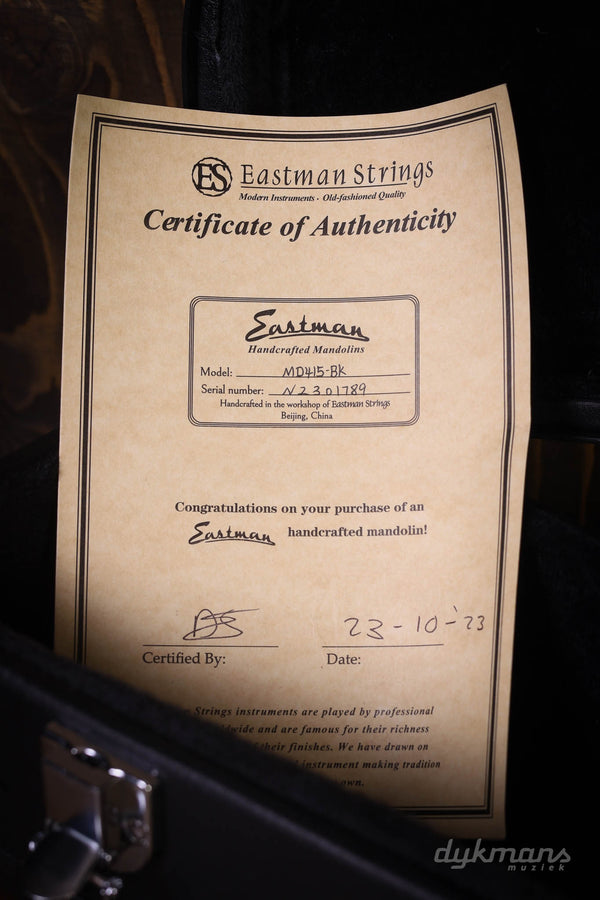 ES Eastman Strings
Modern Instruments · Old-fashioned Quality
Certificate of Authenticity
Eastman
Handcrafted Mandolins
Model: MD415-BK
Serial number: N2301789
Handcrafted in the workshop of Eastman Strings
Beijing, China
Congratulations on your purchase of an
Eastman handcrafted mandolin!
23-10-'23
Certified By: Date:
Strings instruments are played by professional
and are famous for their richness
their finishes. We have drawn on
instrument making tradition
own.
dykmans
muziek